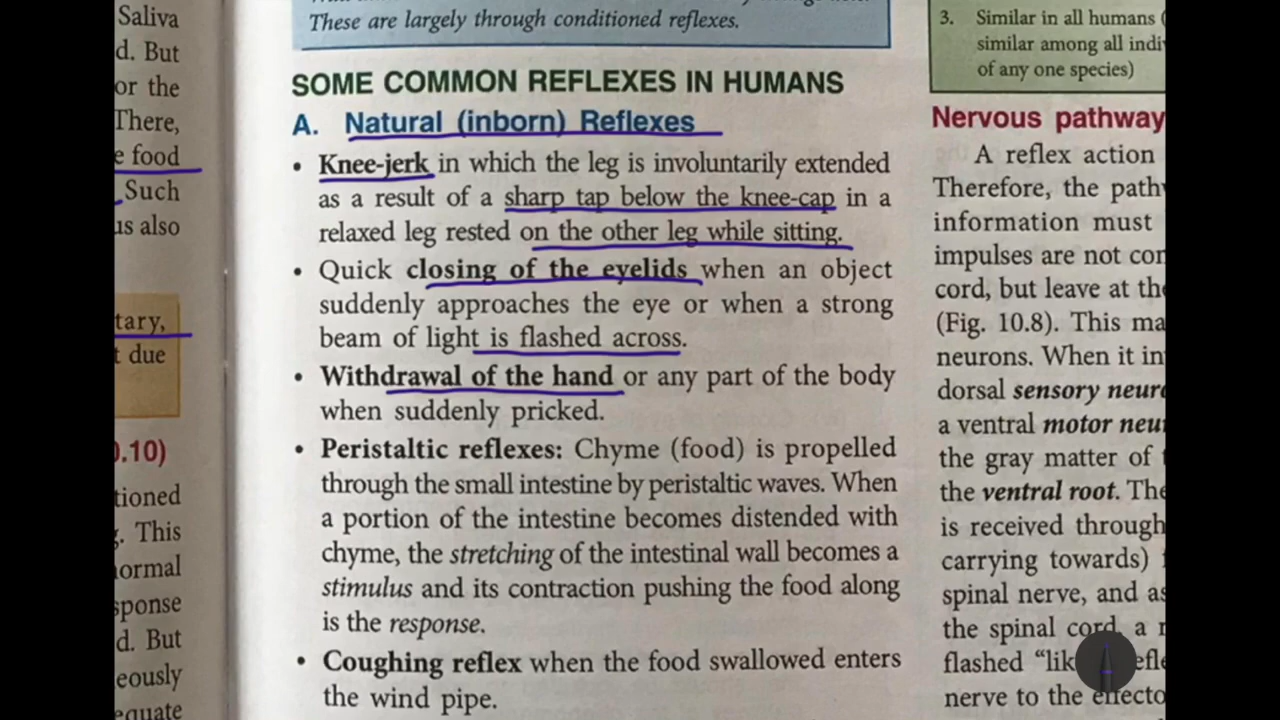 Saliva
d. But
or the
There,
e food
Such
us also
tary,
t due
0.10)
tioned
g. This
normal
sponse
d. But
eously
equate
These are largely through conditioned reflexes.
SOME COMMON REFLEXES IN HUMANS
A. Natural (inborn) Reflexes
• Knee-jerk in which the leg is involuntarily extended
as a result of a sharp tap below the knee-cap in a
relaxed leg rested on the other leg while sitting.
• Quick closing of the eyelids when an object
suddenly approaches the eye or when a strong
beam of light is flashed across.
• Withdrawal of the hand or any part of the body
when suddenly pricked.
• Peristaltic reflexes: Chyme (food) is propelled
through the small intestine by peristaltic waves. When
a portion of the intestine becomes distended with
chyme, the stretching of the intestinal wall becomes a
stimulus and its contraction pushing the food along
is the response.
• Coughing reflex when the food swallowed enters
the wind pipe.
3. Similar in all humans (
similar among all indi
of any one species)
Nervous pathway
A reflex action
Therefore, the path
information must
impulses are not con
cord, but leave at the
(Fig. 10.8). This ma
neurons. When it in
dorsal sensory neuro
a ventral motor neu
the gray matter of
the ventral root. The
is received through
carrying towards)
spinal nerve, and as
the spinal cord, a r
flashed “lik efle
nerve to the effecto